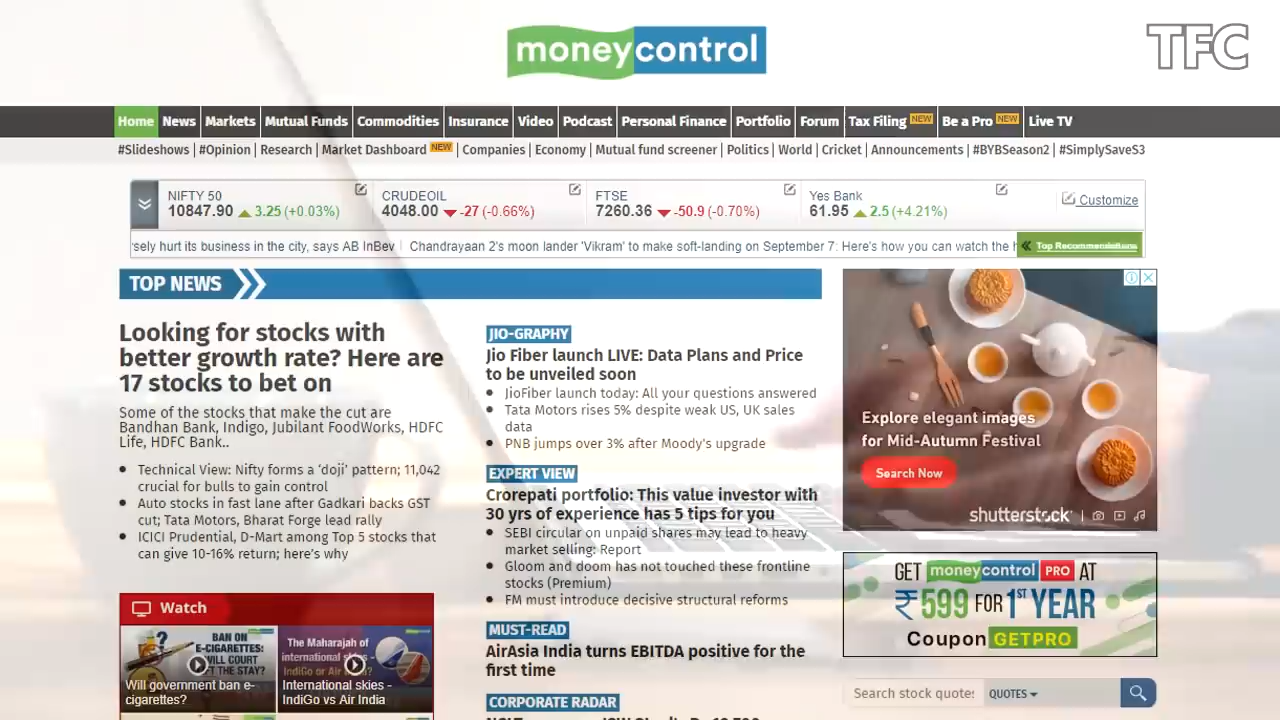 moneycontrol
TFC
Home News Markets Mutual Funds Commodities Insurance Video Podcast Personal Finance Portfolio Forum Tax Filing NEW Be a Pro NEW Live TV
#Slideshows | #Opinion | Research | Market Dashboard NEW | Companies | Economy | Mutual fund screener | Politics | World | Cricket | Announcements | #BYBSeason2 | #SimplySaveS3
NIFTY 50
10847.90 3.25 (+0.03%)
CRUDEOIL
4048.00 -27 (-0.66%)
FTSE
7260.36 -50.9 (-0.70%)
Yes Bank
61.95 2.5 (+4.21%)
Customize
rsely hurt its business in the city, says AB InBev | Chandrayaan 2's moon lander 'Vikram' to make soft-landing on September 7: Here's how you can watch the h
Top Recommendations
TOP NEWS
Looking for stocks with
better growth rate? Here are
17 stocks to bet on
Some of the stocks that make the cut are
Bandhan Bank, Indigo, Jubilant FoodWorks, HDFC
Life, HDFC Bank..
Technical View: Nifty forms a 'doji' pattern; 11,042
crucial for bulls to gain control
Auto stocks in fast lane after Gadkari backs GST
cut; Tata Motors, Bharat Forge lead rally
ICICI Prudential, D-Mart among Top 5 stocks that
can give 10-16% return; here's why
Watch
BAN ON
E-CIGARETTES:
WILL COURT
THE STAY?
Will government ban e-
cigarettes?
The Maharaja of
international skies -
IndiGo or Air India?
International skies -
IndiGo vs Air India
JIO-GRAPHY
Jio Fiber launch LIVE: Data Plans and Price
to be unveiled soon
JioFiber launch today: All your questions answered
Tata Motors rises 5% despite weak US, UK sales
data
PNB jumps over 3% after Moody's upgrade
EXPERT VIEW
Crorepati portfolio: This value investor with
30 yrs of experience has 5 tips for you
SEBI circular on unpaid shares may lead to heavy
market selling: Report
Gloom and doom has not touched these frontline
stocks (Premium)
FM must introduce decisive structural reforms
MUST-READ
AirAsia India turns EBITDA positive for the
first time
CORPORATE RADAR
Explore elegant images
for Mid-Autumn Festival
Search Now
shutterstock
GET moneycontrol PRO AT
₹599 FOR 1ST YEAR
Coupon GETPRO
Search stock quotes
QUOTES